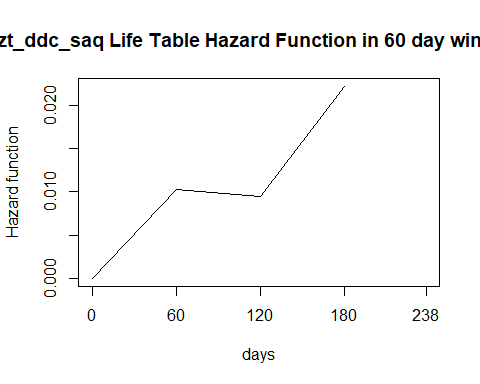 zt_ddc_saq Life Table Hazard Function in 60 day win
Hazard function
0.020
0.010
0.000
0 60 120 180 238
days